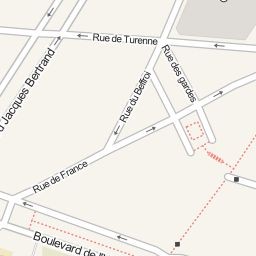 Rue de Turenne
Rue des gardes
Jacques Bertrand
Rue du Beffroi
Rue de France
Boulevard de l'